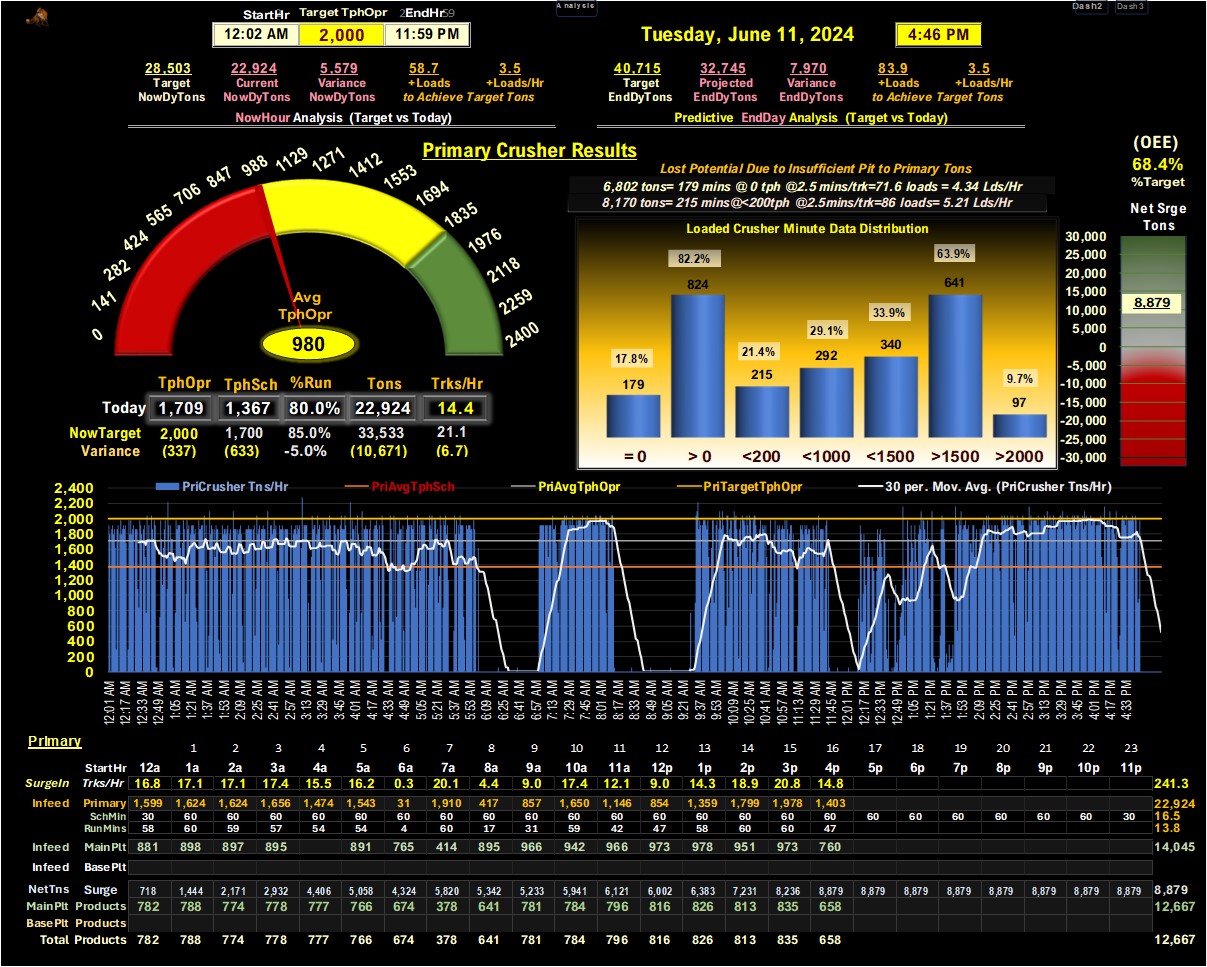 Analysis
Dash2 Dash3
StartHr Target TphOpr EndHr
12:02 AM 2,000 11:59 PM
Tuesday, June 11, 2024 4:46 PM
28,503 22,924 5,579 58.7 3.5
Target Current Variance +Loads +Loads/Hr
NowDyTons NowDyTons NowDyTons to Achieve Target Tons
NowHour Analysis (Target vs Today)
40,715 32,745 7,970 83.9 3.5
Target Projected Variance +Loads +Loads/Hr
EndDyTons EndDyTons EndDyTons to Achieve Target Tons
Predictive EndDay Analysis (Target vs Today)
Primary Crusher Results
0 141 282 424 565 706 847 988 1129 1271 1412 1553 1694 1835 1976 2118 2259 2400
Avg
TphOpr
980
TphOpr TphSch %Run Tons Trks/Hr
Today 1,709 1,367 80.0% 22,924 14.4
NowTarget 2,000 1,700 85.0% 33,533 21.1
Variance (337) (633) -5.0% (10,671) (6.7)
Lost Potential Due to Insufficient Pit to Primary Tons
6,802 tons= 179 mins @ 0 tph @2.5 mins/trk=71.6 loads = 4.34 Lds/Hr
8,170 tons= 215 mins@<200tph @2.5mins/trk=86 loads= 5.21 Lds/Hr
Loaded Crusher Minute Data Distribution
17.8% 82.2% 21.4% 29.1% 33.9% 63.9% 9.7%
179 824 215 292 340 641 97
= 0 > 0 <200 <1000 <1500 >1500 >2000
(OEE)
68.4%
%Target
Net Srge
Tons
30,000
25,000
20,000
15,000
10,000
5,000
0
-5,000
-10,000
-15,000
-20,000
-25,000
-30,000
8,879
PriCrusher Tns/Hr PriAvgTphSch PriAvgTphOpr PriTargetTphOpr 30 per. Mov. Avg. (PriCrusher Tns/Hr)
2,400
2,200
2,000
1,800
1,600
1,400
1,200
1,000
800
600
400
200
0
12:01 AM 12:17 AM 12:33 AM 12:49 AM 1:05 AM 1:21 AM 1:37 AM 1:53 AM 2:09 AM 2:25 AM 2:41 AM 2:57 AM 3:13 AM 3:29 AM 3:45 AM 4:01 AM 4:17 AM 4:33 AM 4:49 AM 5:05 AM 5:21 AM 5:37 AM 5:53 AM 6:09 AM 6:25 AM 6:41 AM 6:57 AM 7:13 AM 7:29 AM 7:45 AM 8:01 AM 8:17 AM 8:33 AM 8:49 AM 9:05 AM 9:21 AM 9:37 AM 9:53 AM 10:09 AM 10:25 AM 10:41 AM 10:57 AM 11:13 AM 11:29 AM 11:45 AM 12:01 PM 12:17 PM 12:33 PM 12:49 PM 1:05 PM 1:21 PM 1:37 PM 1:53 PM 2:09 PM 2:25 PM 2:41 PM 2:57 PM 3:13 PM 3:29 PM 3:45 PM 4:01 PM 4:17 PM 4:33 PM
Primary 1 2 3 4 5 6 7 8 9 10 11 12 13 14 15 16 17 18 19 20 21 22 23
StartHr 12a 1a 2a 3a 4a 5a 6a 7a 8a 9a 10a 11a 12p 1p 2p 3p 4p 5p 6p 7p 8p 9p 10p 11p
SurgeIn Trks/Hr 16.8 17.1 17.1 17.4 15.5 16.2 0.3 20.1 4.4 9.0 17.4 12.1 9.0 14.3 18.9 20.8 14.8 241.3
Infeed Primary 1,599 1,624 1,624 1,656 1,474 1,543 31 1,910 417 857 1,650 1,146 854 1,359 1,799 1,978 1,403 22,924
SchMin 30 60 60 60 60 60 60 60 60 60 60 60 60 60 60 60 60 60 60 60 60 60 60 30 16.5
RunMins 58 60 59 57 54 54 4 60 17 31 59 42 47 58 60 60 47 13.8
Infeed MainPlt 881 898 897 895 891 765 414 895 966 942 966 973 978 951 973 760 14,045
Infeed BasePlt
NetTns Surge 718 1,444 2,171 2,932 4,406 5,058 4,324 5,820 5,342 5,233 5,941 6,121 6,002 6,383 7,231 8,236 8,879 8,879 8,879 8,879 8,879 8,879 8,879 8,879 8,879
MainPlt Products 782 788 774 778 777 766 674 378 641 781 784 796 816 826 813 835 658 12,667
BasePlt Products
Total Products 782 788 774 778 777 766 674 378 641 781 784 796 816 826 813 835 658 12,667